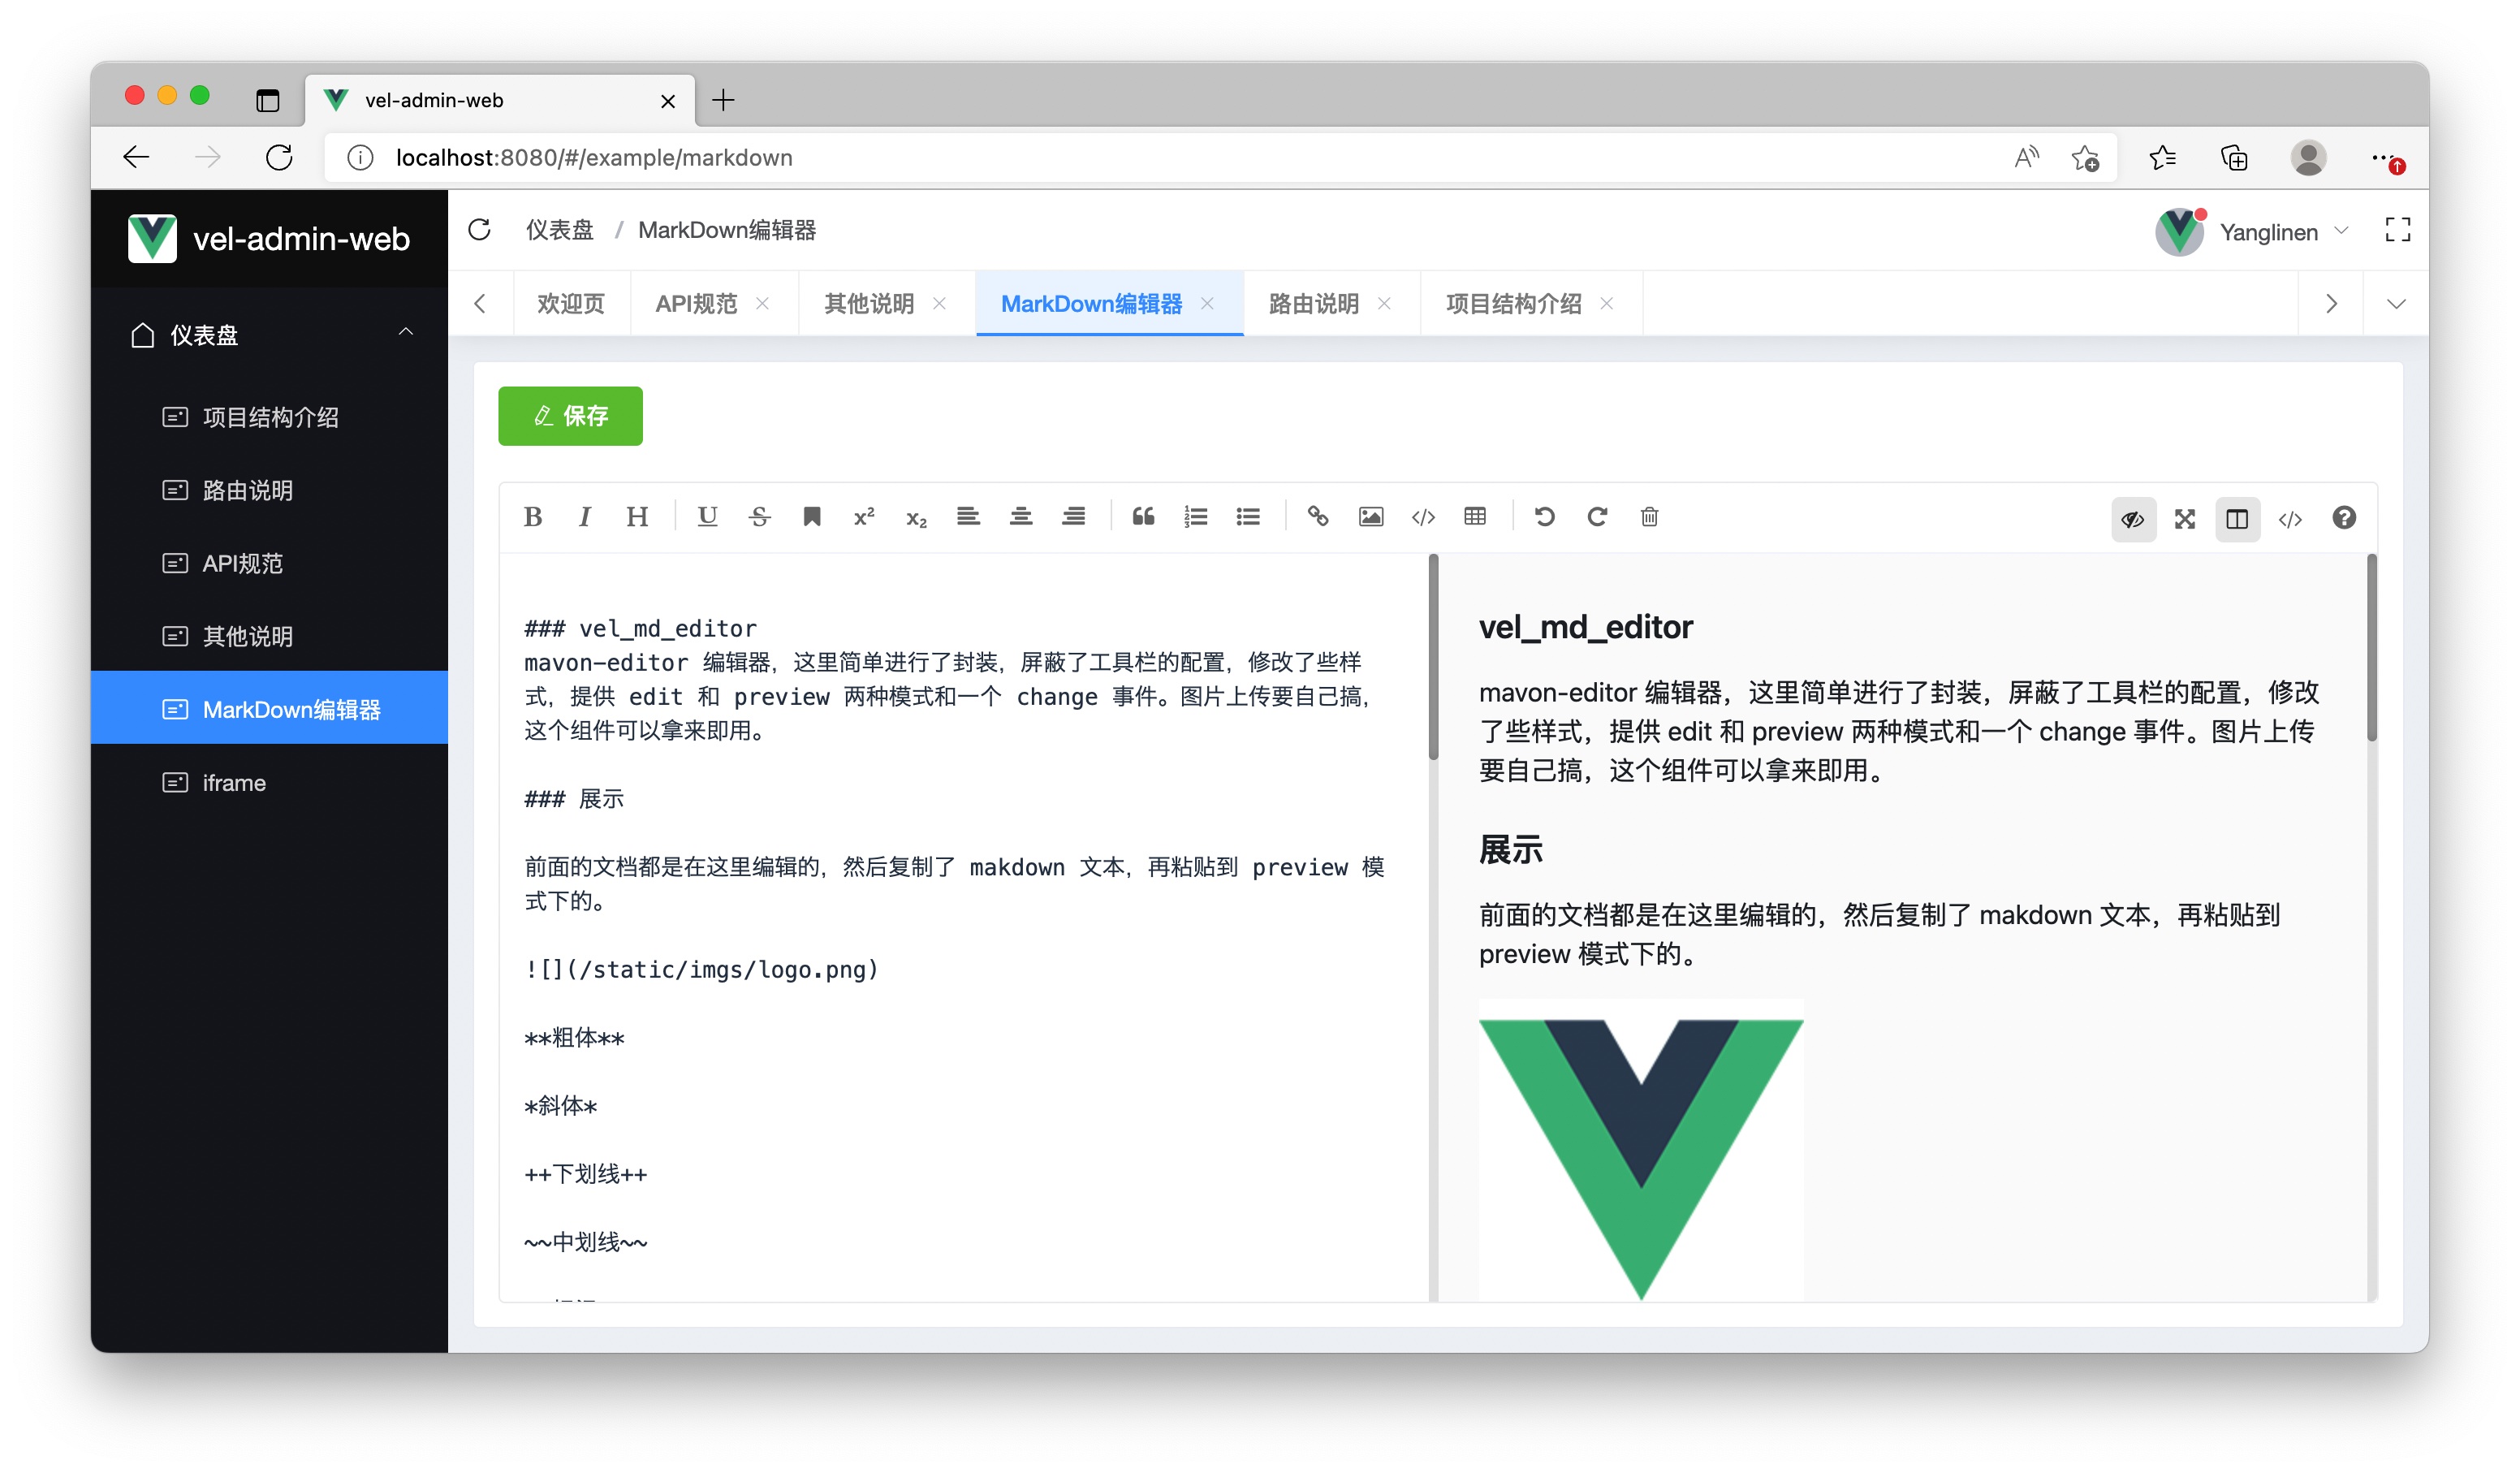 vel-admin-web
localhost:8080/#/example/markdown
vel-admin-web
仪表盘 / MarkDown编辑器
Yanglinen
欢迎页
API规范
其他说明
MarkDown编辑器
路由说明
项目结构介绍
仪表盘
项目结构介绍
路由说明
API规范
其他说明
MarkDown编辑器
iframe
保存
### vel_md_editor
mavon-editor 编辑器，这里简单进行了封装，屏蔽了工具栏的配置，修改了些样
式，提供 edit 和 preview 两种模式和一个 change 事件。图片上传要自己搞，
这个组件可以拿来即用。
### 展示
前面的文档都是在这里编辑的，然后复制了 makdown 文本，再粘贴到 preview 模
式下的。
![](/static/imgs/logo.png)
**粗体**
*斜体*
++下划线++
~~中划线~~
vel_md_editor
mavon-editor 编辑器，这里简单进行了封装，屏蔽了工具栏的配置，修改
了些样式，提供 edit 和 preview 两种模式和一个 change 事件。图片上传
要自己搞，这个组件可以拿来即用。
展示
前面的文档都是在这里编辑的，然后复制了 makdown 文本，再粘贴到
preview 模式下的。